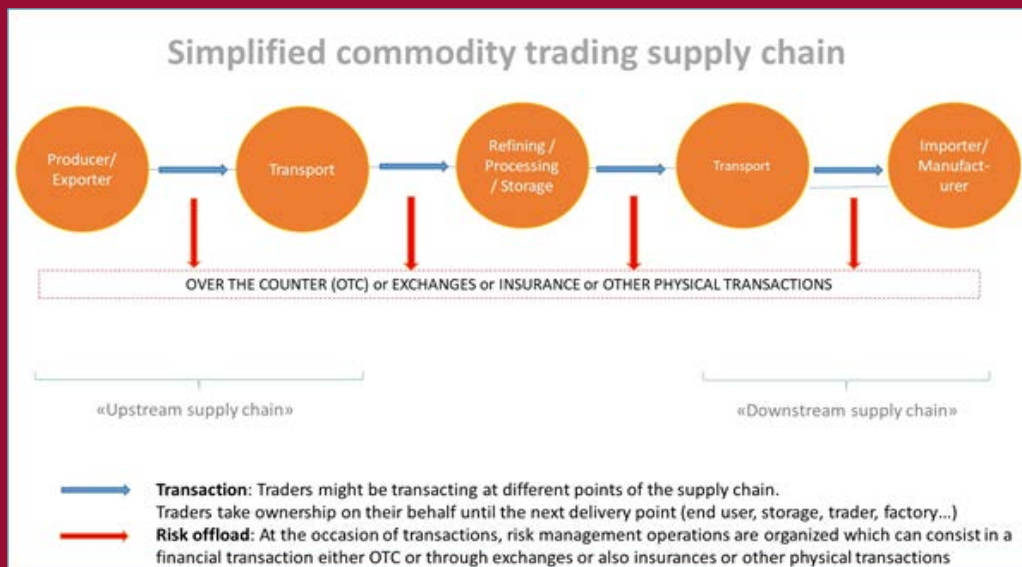 Simplified commodity trading supply chain
Producer/
Exporter
Transport
Refining /
Processing
/ Storage
Transport
Importer/
Manufact-
urer
OVER THE COUNTER (OTC) or EXCHANGES or INSURANCE or OTHER PHYSICAL TRANSACTIONS
«Upstream supply chain»
«Downstream supply chain»
Transaction: Traders might be transacting at different points of the supply chain.
Traders take ownership on their behalf until the next delivery point (end user, storage, trader, factory...)
Risk offload: At the occasion of transactions, risk management operations are organized which can consist in a
financial transaction either OTC or through exchanges or also insurances or other physical transactions